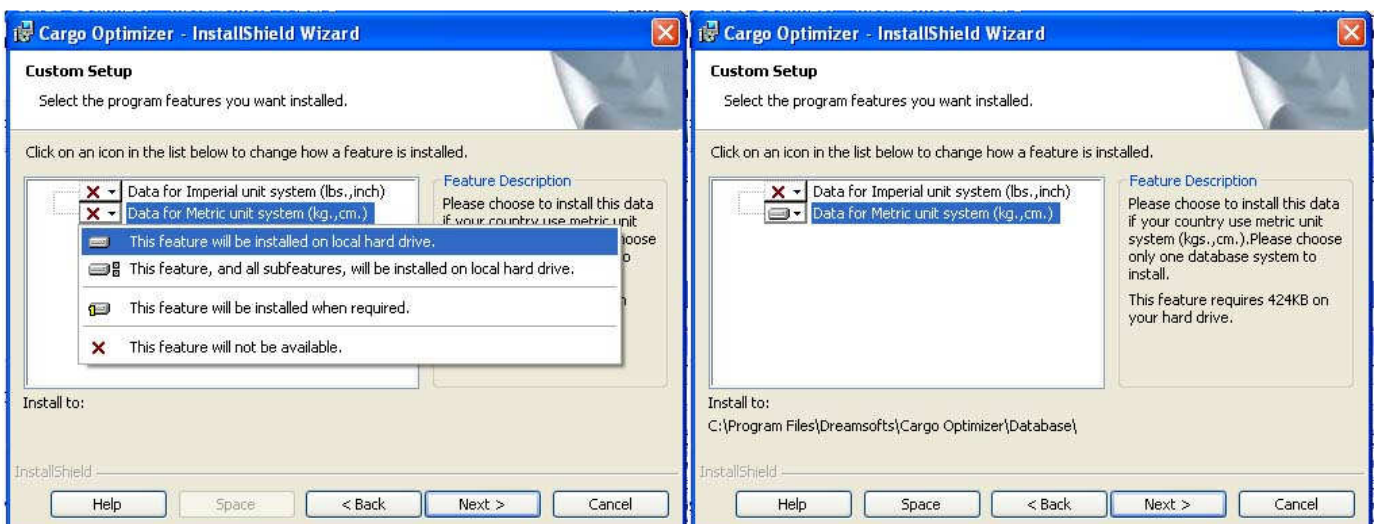 Cargo Optimizer - InstallShield Wizard
Custom Setup
Select the program features you want installed.
Click on an icon in the list below to change how a feature is installed.
Data for Imperial unit system (lbs.,inch)
Data for Metric unit system (kg.,cm.)
This feature will be installed on local hard drive.
This feature, and all subfeatures, will be installed on local hard drive.
This feature will be installed when required.
This feature will not be available.
Feature Description
Please choose to install this data
if your country use metric unit
Install to:
InstallShield
Help
Space
< Back
Next >
Cancel
Cargo Optimizer - InstallShield Wizard
Custom Setup
Select the program features you want installed.
Click on an icon in the list below to change how a feature is installed.
Data for Imperial unit system (lbs.,inch)
Data for Metric unit system (kg.,cm.)
Feature Description
Please choose to install this data
if your country use metric unit
system (kgs.,cm.).Please choose
only one database system to
install.
This feature requires 424KB on
your hard drive.
Install to:
C:\Program Files\Dreamsofts\Cargo Optimizer\Database\
InstallShield
Help
Space
< Back
Next >
Cancel